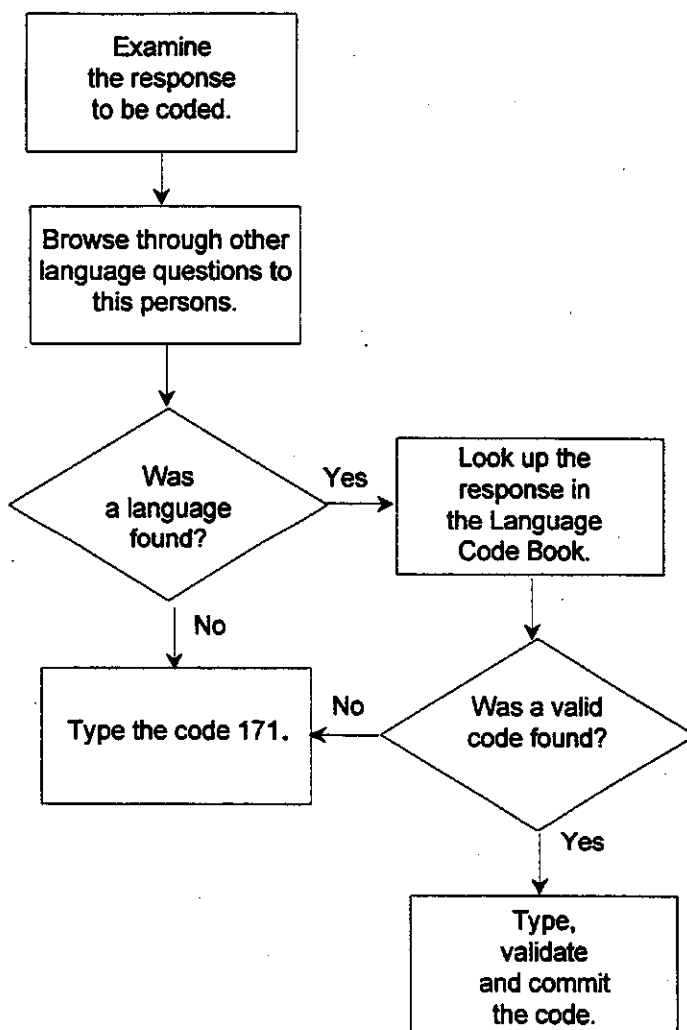 Examine
the response
to be coded.
Browse through other
language questions to
this persons.
Was
a language
found?
Yes
Look up the
response in
the Language
Code Book.
No
Type the code 171.
No
Was a valid
code found?
Yes
Type,
validate
and commit
the code.